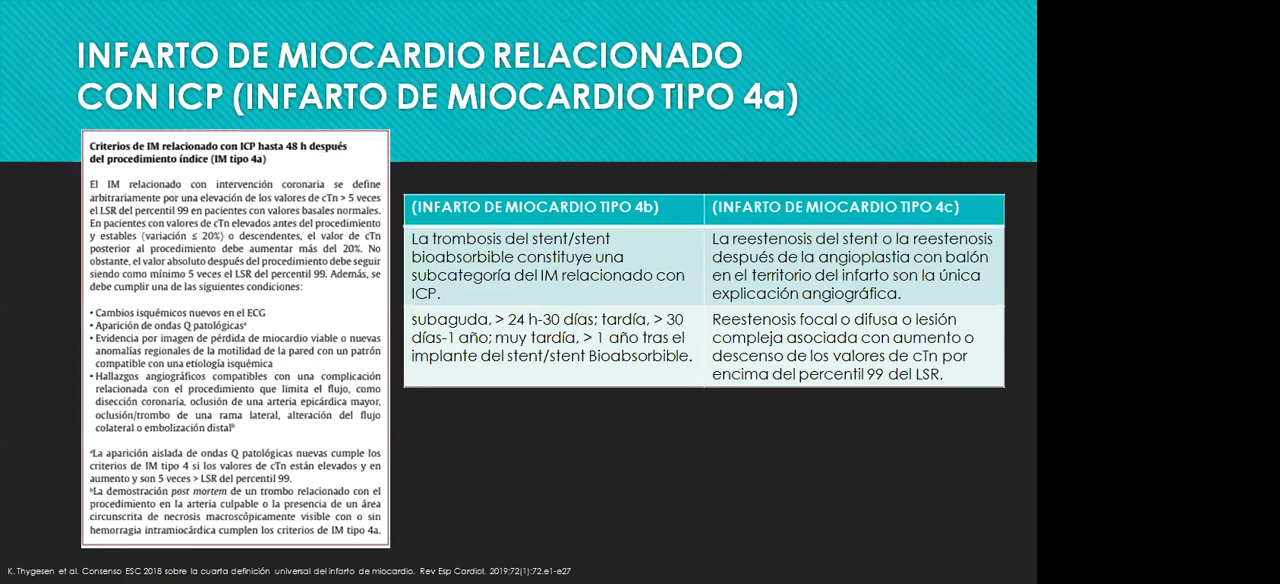 INFARTO DE MIOCARDIO RELACIONADO
CON ICP (INFARTO DE MIOCARDIO TIPO 4a)
Criterios de IM relacionado con ICP hasta 48 h después
del procedimiento índice (IM tipo 4a)
El IM relacionado con intervención coronaria se define
arbitrariamente por una elevación de los valores de cTn > 5 veces
el LSR del percentil 99 en pacientes con valores basales normales.
En pacientes con valores de cTn elevados antes del procedimiento
y estables (variación ≤ 20%) o descendentes, el valor de cTn
posterior al procedimiento debe aumentar más del 20%. No
obstante, el valor absoluto después del procedimiento debe seguir
siendo como mínimo 5 veces el LSR del percentil 99. Además, se
debe cumplir una de las siguientes condiciones:
• Cambios isquémicos nuevos en el ECG
• Aparición de ondas Q patológicasᵃ
• Evidencia por imagen de pérdida de miocardio viable o nuevas
anomalías regionales de la motilidad de la pared con un patrón
compatible con una etiología isquémica
• Hallazgos angiográficos compatibles con una complicación
relacionada con el procedimiento que limita el flujo, como
disección coronaria, oclusión de una arteria epicárdica mayor,
oclusión/trombo de una rama lateral, alteración del flujo
colateral o embolización distalᵇ
ᵃLa aparición aislada de ondas Q patológicas nuevas cumple los
criterios de IM tipo 4 si los valores de cTn están elevados y en
aumento y son 5 veces > LSR del percentil 99.
ᵇLa demostración post mortem de un trombo relacionado con el
procedimiento en la arteria culpable o la presencia de un área
circunscrita de necrosis macroscópicamente visible con o sin
hemorragia intramiocárdica cumplen los criterios de IM tipo 4a.
(INFARTO DE MIOCARDIO TIPO 4b)
(INFARTO DE MIOCARDIO TIPO 4c)
La trombosis del stent/stent
bioabsorbible constituye una
subcategoría del IM relacionado con
ICP.
La reestenosis del stent o la reestenosis
después de la angioplastia con balón
en el territorio del infarto son la única
explicación angiográfica.
subaguda, > 24 h-30 días; tardía, > 30
días-1 año; muy tardía, > 1 año tras el
implante del stent/stent Bioabsorbible.
Reestenosis focal o difusa o lesión
compleja asociada con aumento o
descenso de los valores de cTn por
encima del percentil 99 del LSR.
K. Thygesen et al. Consenso ESC 2018 sobre la cuarta definición universal del infarto de miocardio. Rev Esp Cardiol. 2019;72(1):72.e1-e27